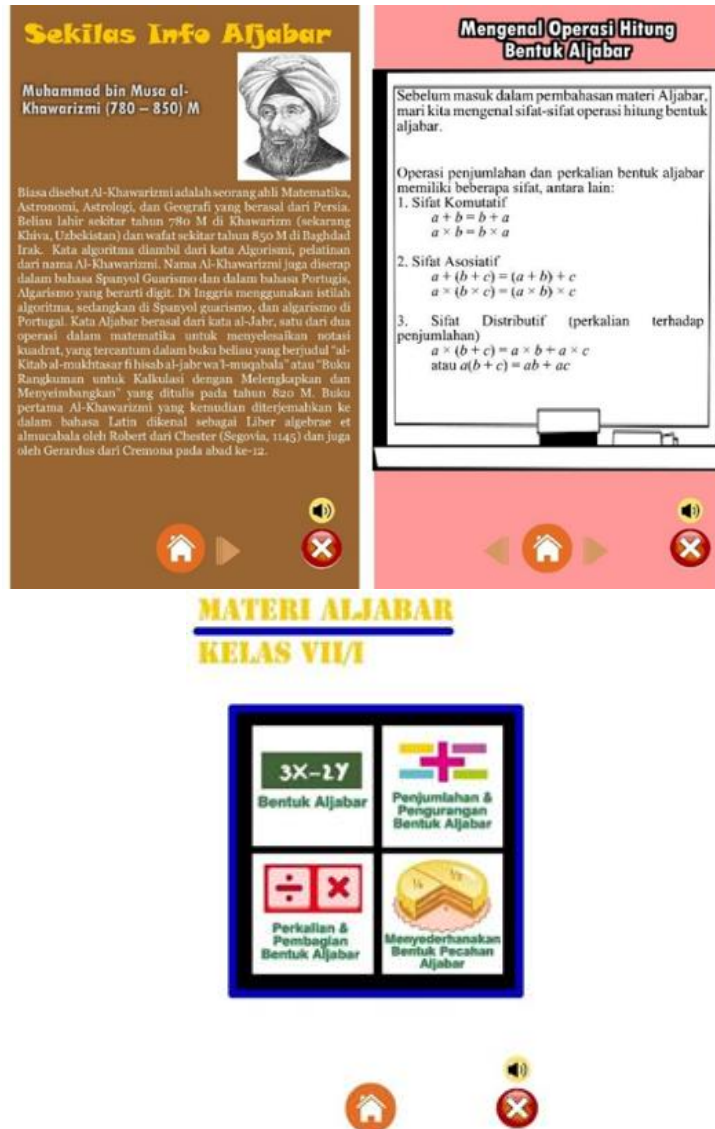 Sekilas Info Aljabar
Muhammad bin Musa al-
Khawarizmi (780 – 850) M
Biasa disebut Al-Khawarizmi adalah seorang ahli Matematika,
Astronomi, Astrologi, dan Geografi yang berasal dari Persia.
Beliau lahir sekitar tahun 780 M di Khawarizm (sekarang
Khiva, Uzbekistan) dan wafat sekitar tahun 850 M di Baghdad
Irak. Kata algoritma diambil dari kata Algorismi, pelatinan
dari nama Al-Khawarizmi. Nama Al-Khawarizmi juga diserap
dalam bahasa Spanyol Guarismo dan dalam bahasa Portugis,
Algarismo yang berarti digit. Di Inggris menggunakan istilah
algoritma, sedangkan di Spanyol guarismo, dan algarismo di
Portugal. Kata Aljabar berasal dari kata al-Jabr, satu dari dua
operasi dalam matematika untuk menyelesaikan notasi
kuadrat, yang tercantum dalam buku beliau yang berjudul "al-
Kitab al-mukhtasar fi hisab al-jabr wa'l-muqabala" atau "Buku
Rangkuman untuk Kalkulasi dengan Melengkapkan dan
Menyeimbangkan" yang ditulis pada tahun 820 M. Buku
pertama Al-Khawarizmi yang kemudian diterjemahkan ke
dalam bahasa Latin dikenal sebagai Liber algebrae et
almucabala oleh Robert dari Chester (Segovia, 1145) dan juga
oleh Gerardus dari Cremona pada abad ke-12.
Mengenal Operasi Hitung
Bentuk Aljabar
Sebelum masuk dalam pembahasan materi Aljabar,
mari kita mengenal sifat-sifat operasi hitung bentuk
aljabar.
Operasi penjumlahan dan perkalian bentuk aljabar
memiliki beberapa sifat, antara lain:
1. Sifat Komutatif
a + b = b + a
a × b = b × a
2. Sifat Asosiatif
a + (b + c) = (a + b) + c
a × (b × c) = (a × b) × c
3. Sifat Distributif (perkalian terhadap
penjumlahan)
a × (b + c) = a × b + a × c
atau a(b + c) = ab + ac
MATERI ALJABAR
KELAS VII/I
3X-2Y
Bentuk Aljabar
Penjumlahan &
Pengurangan
Bentuk Aljabar
Perkalian &
Pembagian
Bentuk Aljabar
Menyederhanakan
Bentuk Pecahan
Aljabar